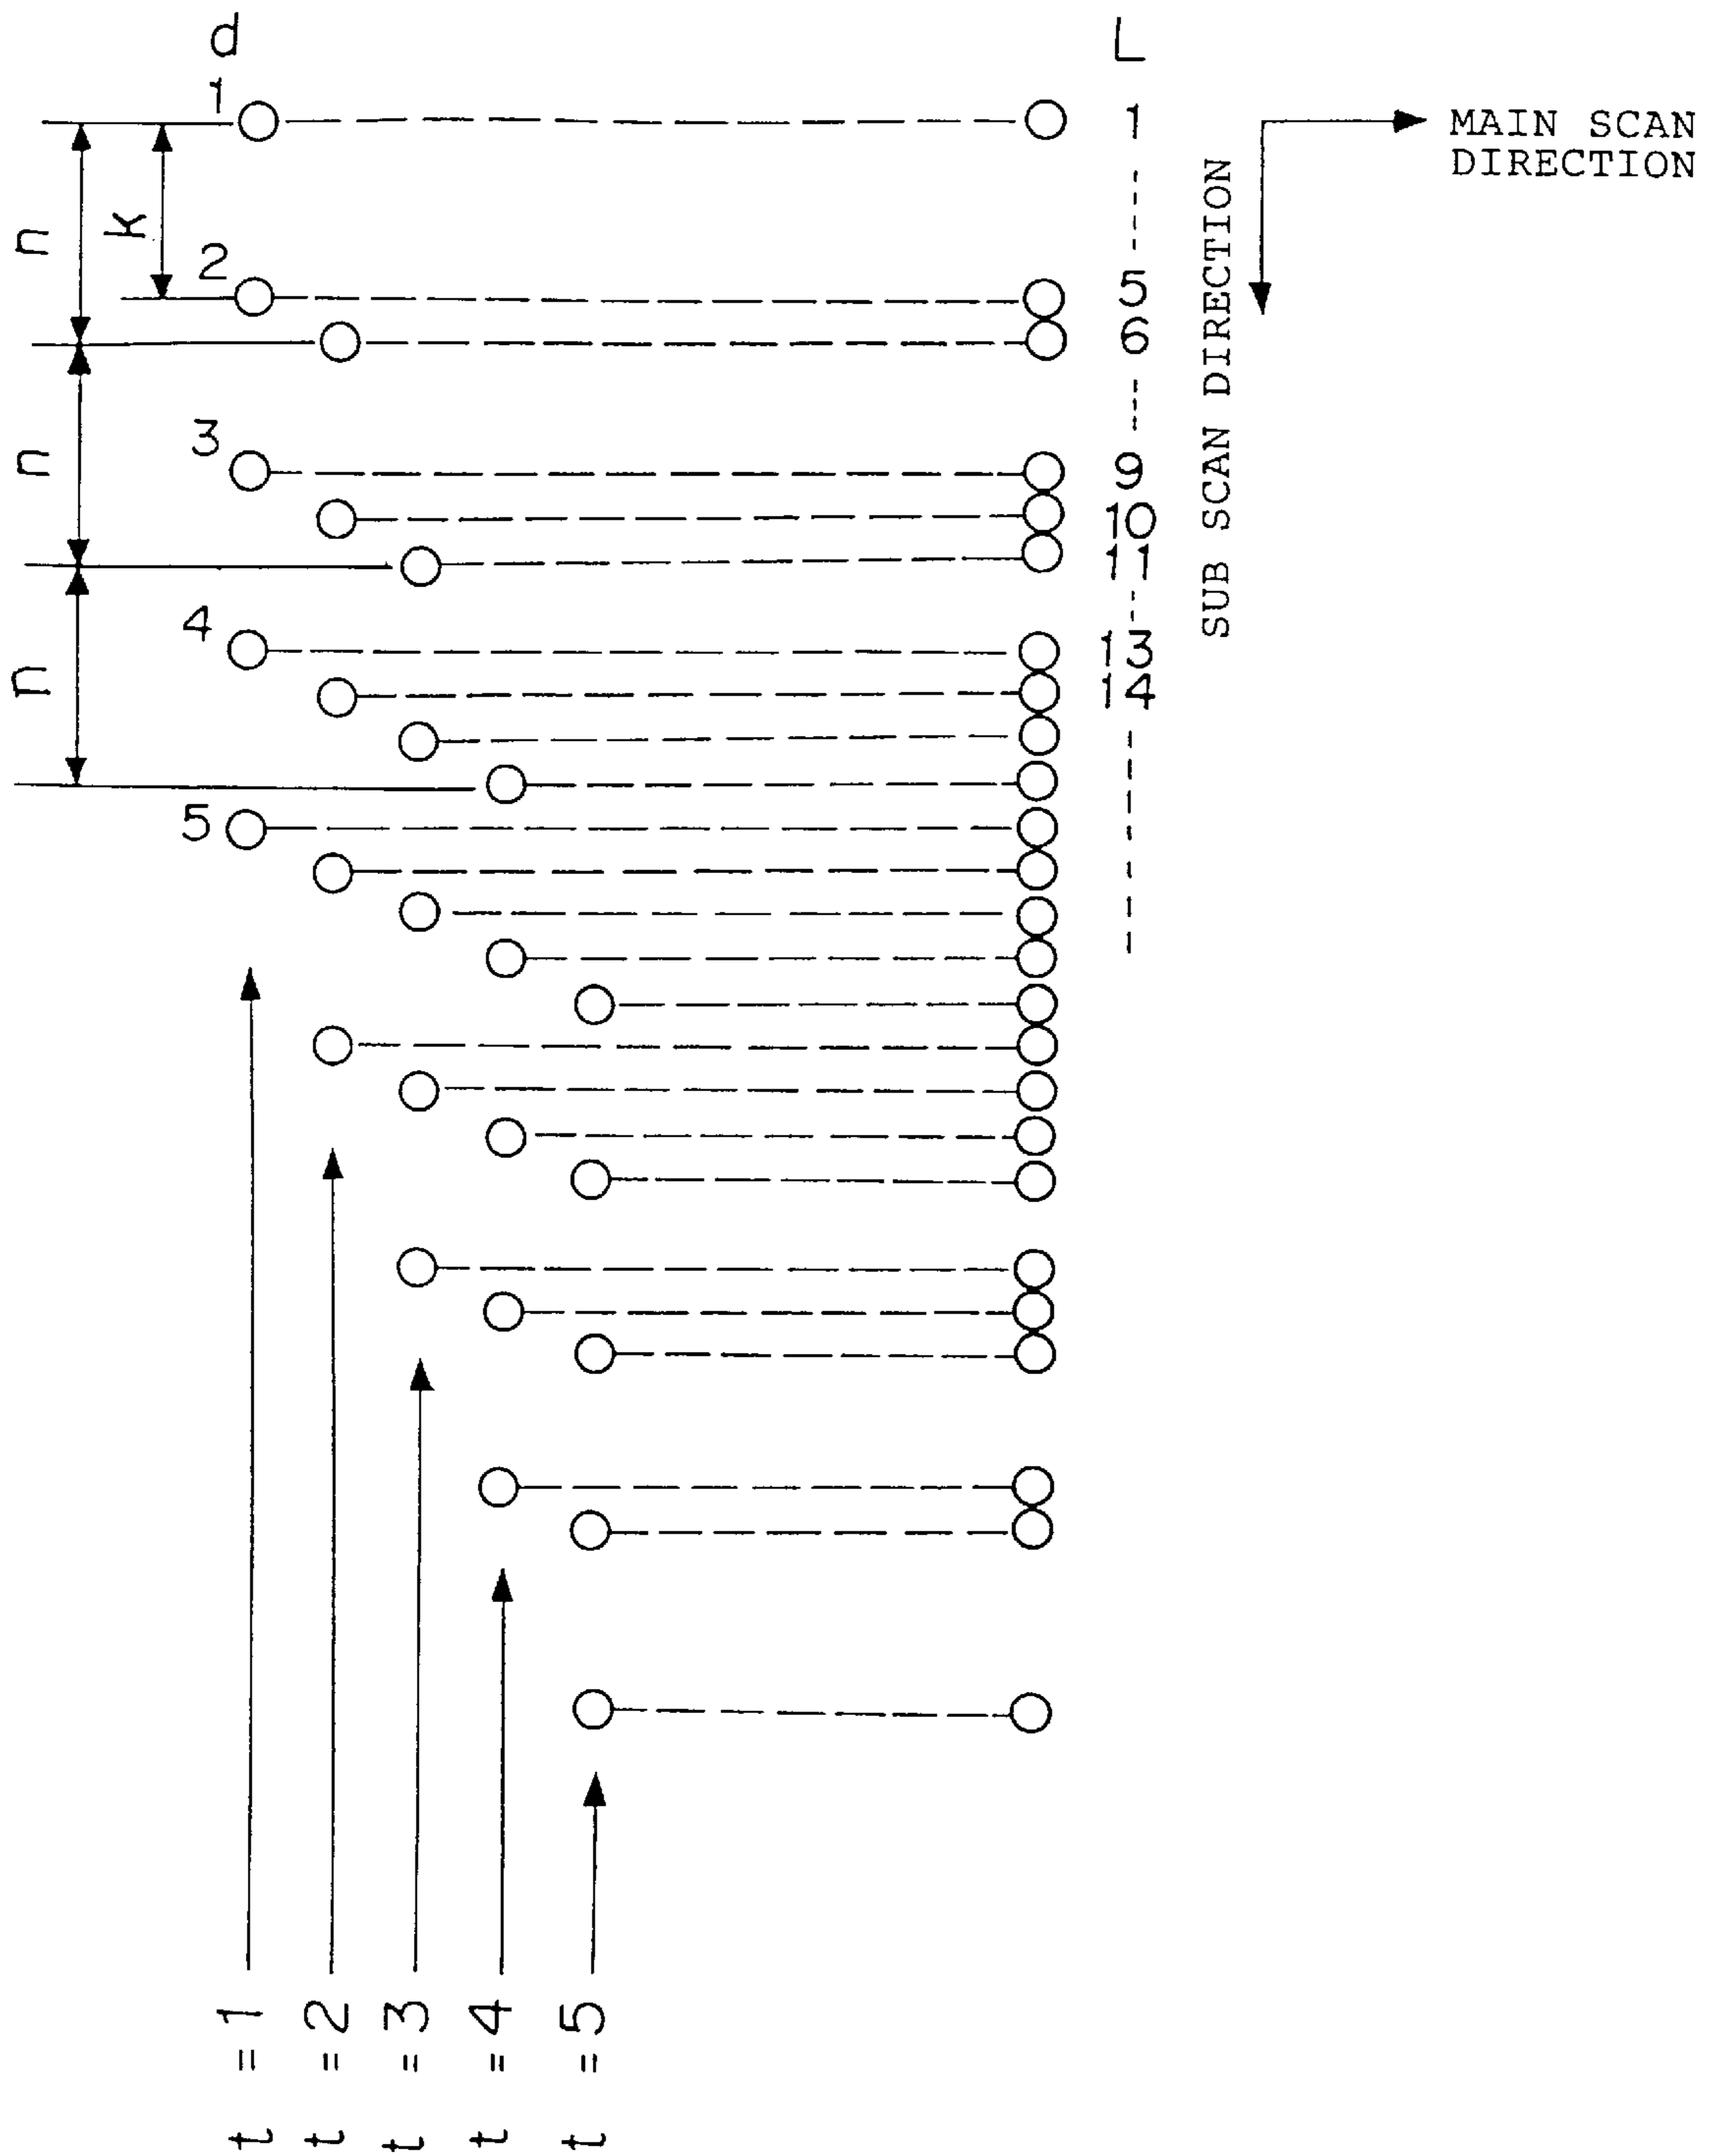 d
L
1
1
MAIN SCAN
DIRECTION
n
k
SUB SCAN DIRECTION
2
5
6
n
3
9
10
11
n
4
13
14
5
t = 1
t = 2
t = 3
t = 4
t = 5